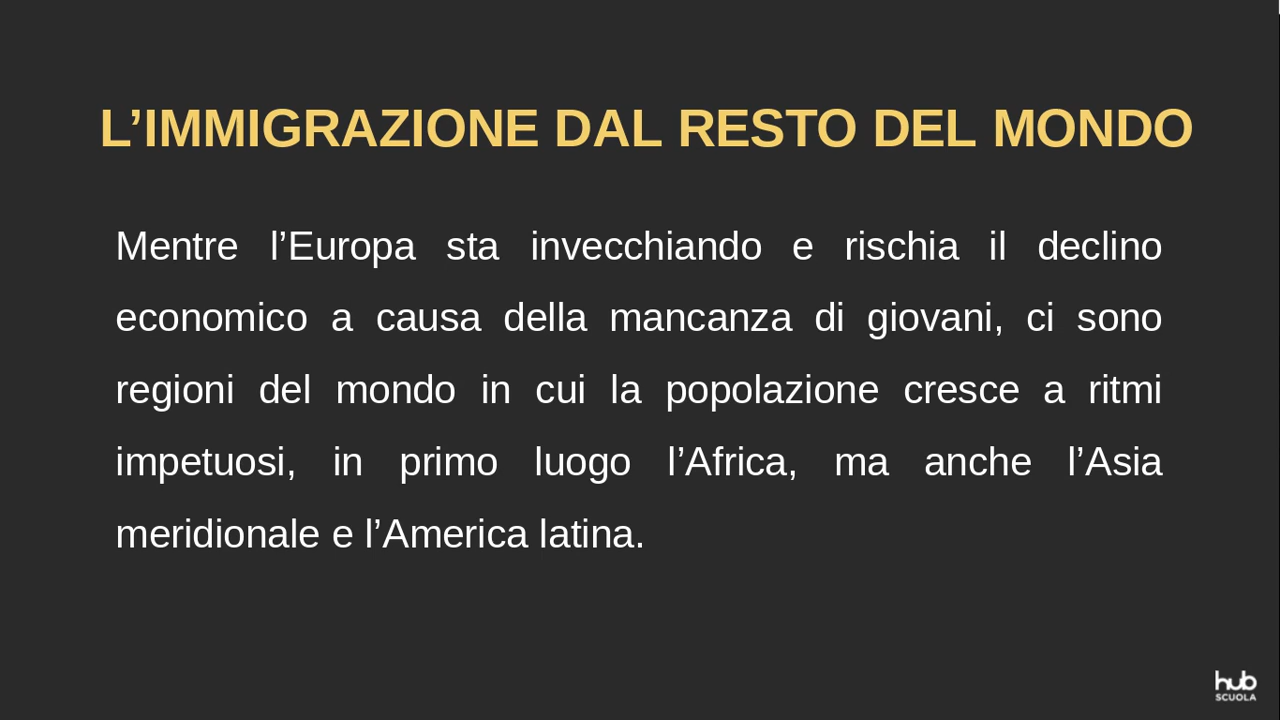 L’IMMIGRAZIONE DAL RESTO DEL MONDO
Mentre l’Europa sta invecchiando e rischia il declino
economico a causa della mancanza di giovani, ci sono
regioni del mondo in cui la popolazione cresce a ritmi
impetuosi, in primo luogo l’Africa, ma anche l’Asia
meridionale e l’America latina.
hub
SCUOLA